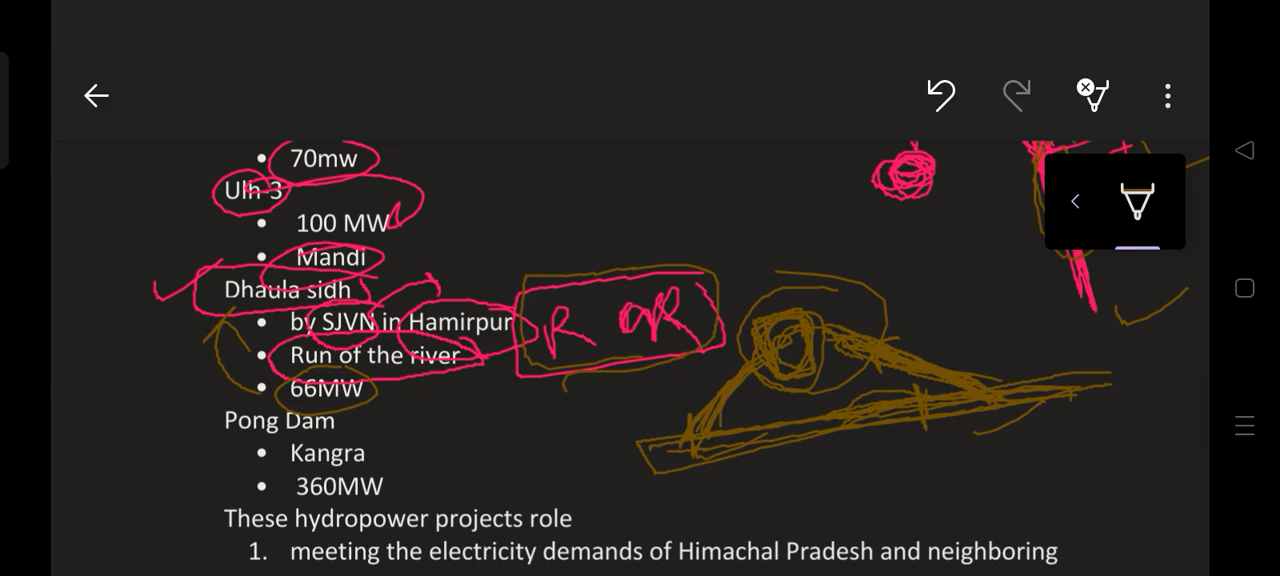 • 70mw
Ulh-3
• 100 MW
• Mandi
Dhaula sidh
• by SJVN in Hamirpur
• Run of the river
R OR
• 66MW
Pong Dam
• Kangra
• 360MW
These hydropower projects role
1. meeting the electricity demands of Himachal Pradesh and neighboring